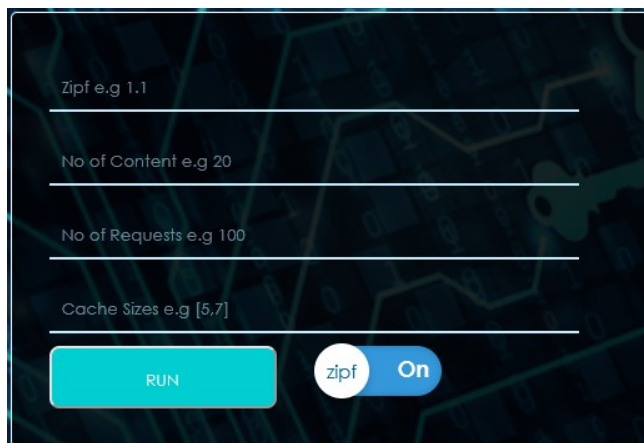 Zipf e.g 1.1
No of Content e.g 20
No of Requests e.g 100
Cache Sizes e.g [5,7]
RUN
zipf On